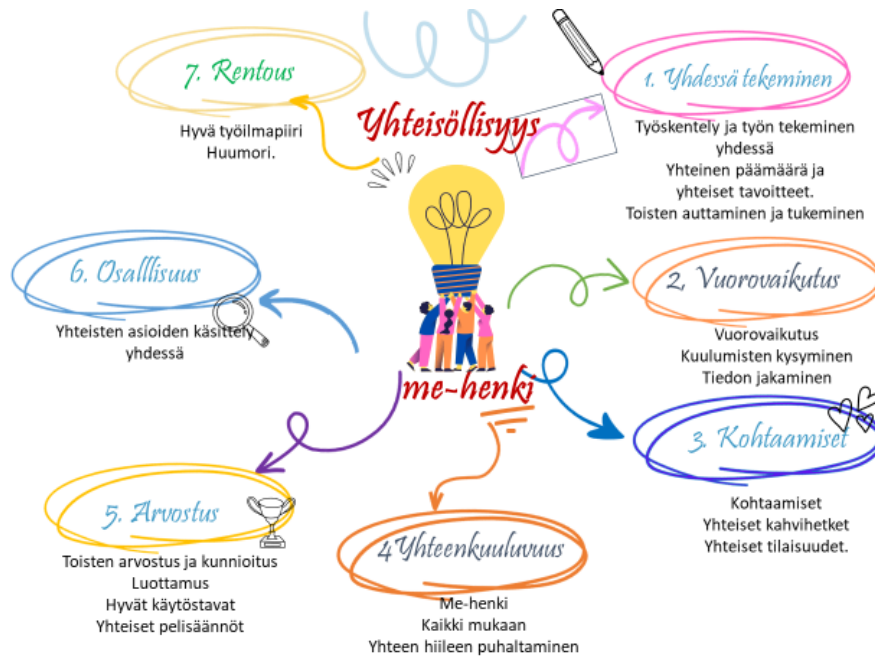 Yhteisöllisyys
me-henki
1. Yhdessä tekeminen
Työskentely ja työn tekeminen
yhdessä
Yhteinen päämäärä ja
yhteiset tavoitteet.
Toisten auttaminen ja tukeminen
2, Vuorovaikutus
Vuorovaikutus
Kuulumisten kysyminen
Tiedon jakaminen
3. Kohtaamiset
Kohtaamiset
Yhteiset kahvihetket
Yhteiset tilaisuudet.
4 Yhteenkuuluvuus
Me-henki
Kaikki mukaan
Yhteen hiileen puhaltaminen
5. Arvostus
Toisten arvostus ja kunnioitus
Luottamus
Hyvät käytöstavat
Yhteiset pelisäännöt
6. Osalllisuus
Yhteisten asioiden käsittely
yhdessä
7. Rentous
Hyvä työilmapiiri
Huumori.